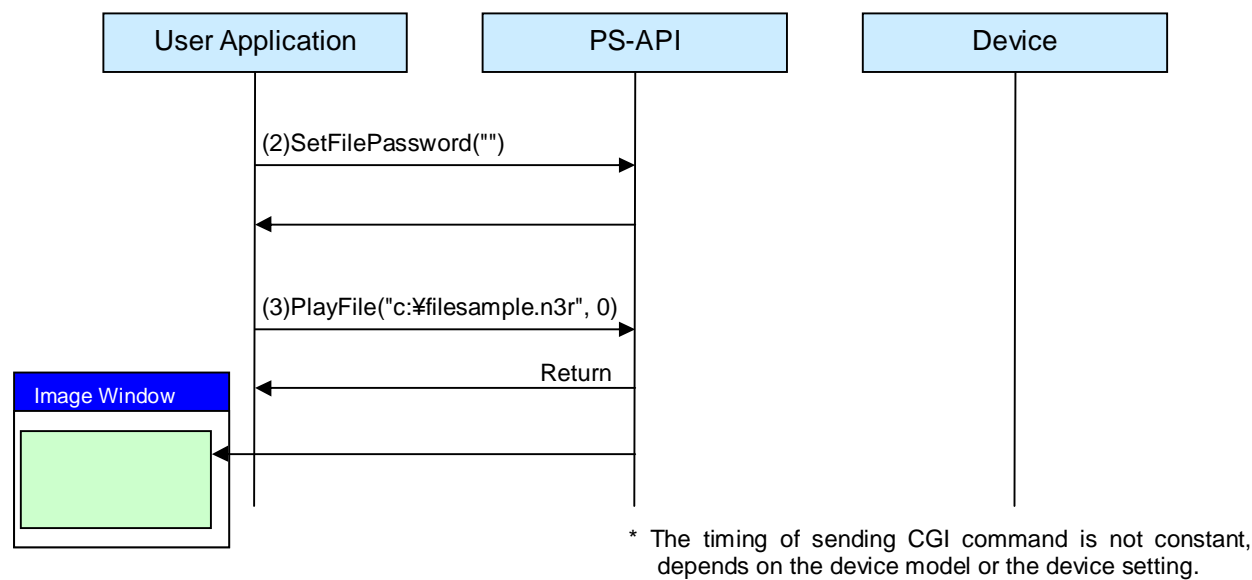 User Application
PS-API
Device
(2)SetFilePassword("")
(3)PlayFile("c:¥filesample.n3r", 0)
Return
Image Window
* The timing of sending CGI command is not constant,
depends on the device model or the device setting.